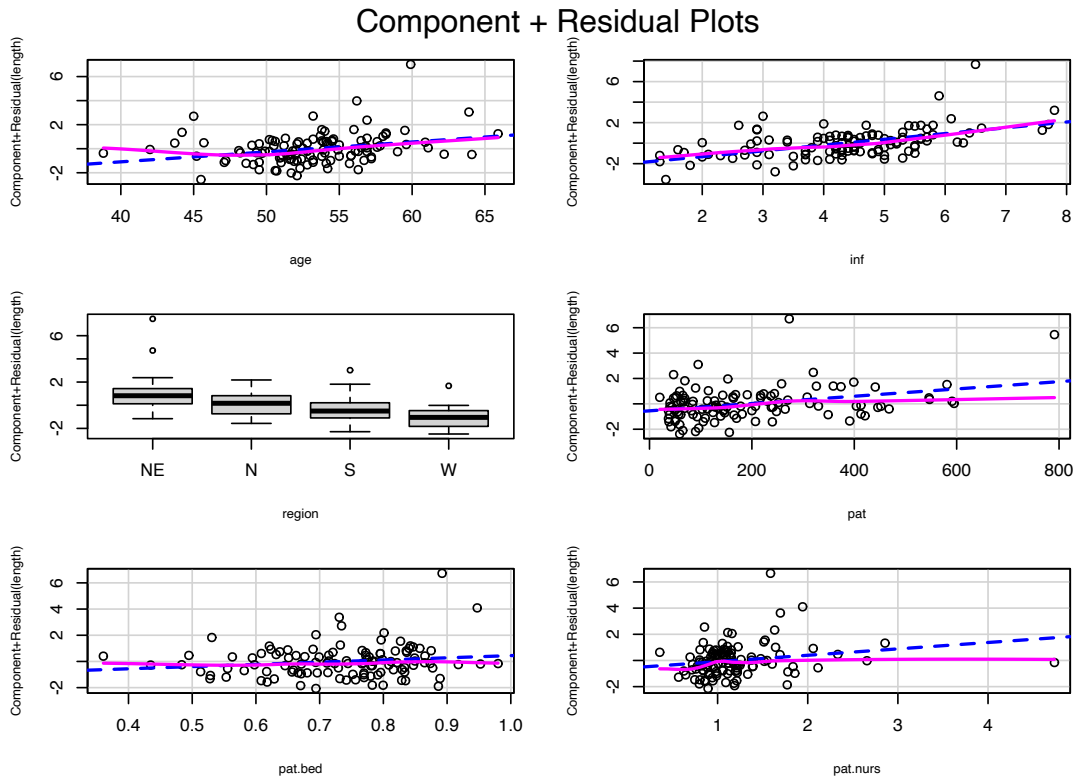 Component + Residual Plots
Component+Residual(length)
-2 2 6
40 45 50 55 60 65
age
Component+Residual(length)
-2 2 6
2 3 4 5 6 7 8
inf
Component+Residual(length)
-2 2 6
NE N S W
region
Component+Residual(length)
-2 2 4 6
0 200 400 600 800
pat
Component+Residual(length)
-2 2 4 6
0.4 0.5 0.6 0.7 0.8 0.9 1.0
pat.bed
Component+Residual(length)
-2 2 4 6
1 2 3 4
pat.nurs